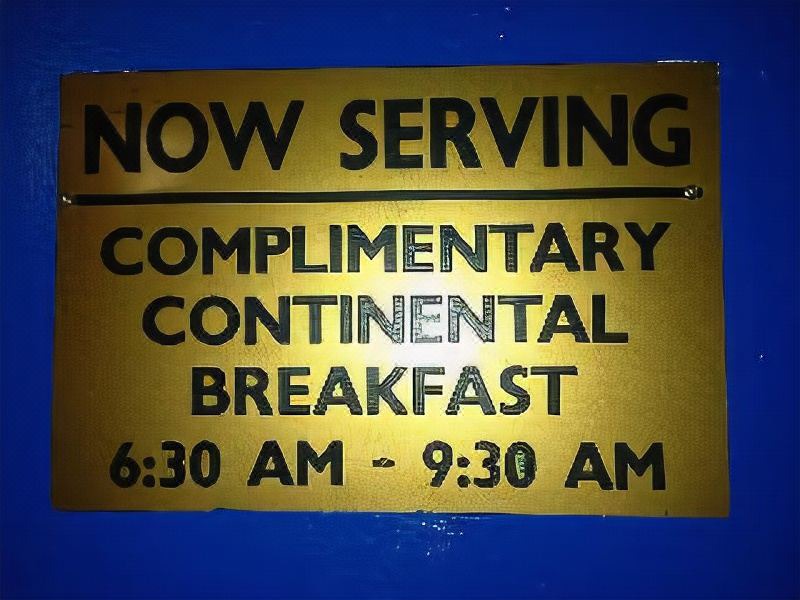 NOW SERVING
COMPLIMENTARY
CONTINENTAL
BREAKFAST
6:30 AM - 9:30 AM